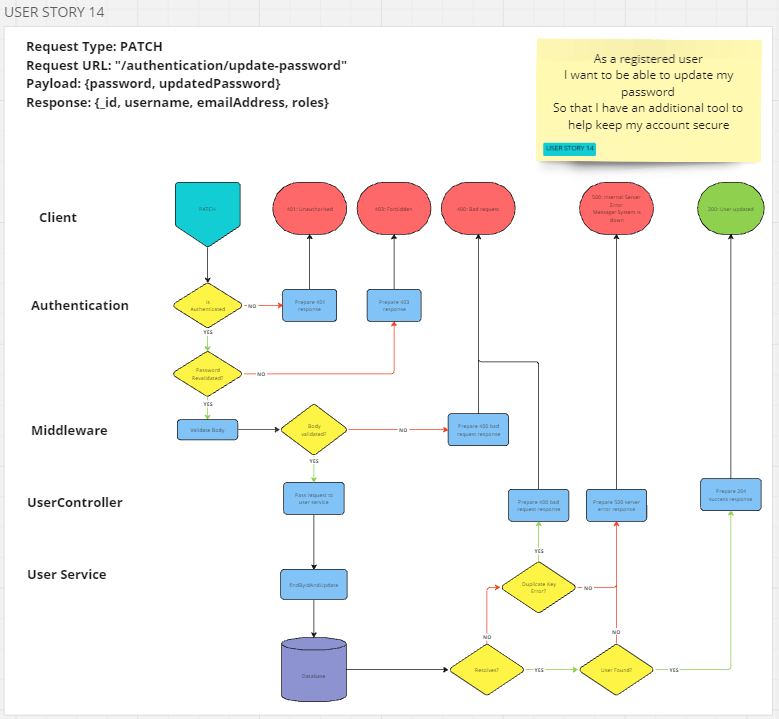 USER STORY 14
Request Type: PATCH
Request URL: "/authentication/update-password"
Payload: {password, updatedPassword}
Response: {_id, username, emailAddress, roles}
As a registered user
I want to be able to update my
password
So that I have an additional tool to
help keep my account secure
USER STORY 14
Client
PATCH
401: Unauthorised
403: Forbidden
400: Bad request
500: Internal Server
Error
Message System is
down
200: User updated
Authentication
Is
Authenticated
NO
Prepare 401
response
Prepare 403
response
YES
Password
Revalidated?
NO
YES
Middleware
Validate Body
Body
validated?
NO
Prepare 400 bad
request response
YES
UserController
Pass request to
user service
Prepare 400 bad
request response
Prepare 500 server
error response
Prepare 204
success response
YES
User Service
findByIdAndUpdate
Duplicate Key
Error?
NO
NO
NO
Database
Resolves?
YES
User Found?
YES